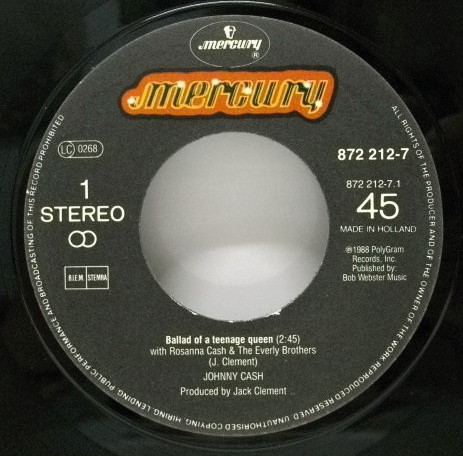 mercury
®
mercury
LC 0268
872 212-7
1
STEREO
872 212-7.1
45
MADE IN HOLLAND
B.I.E.M. STEMRA
℗1988 PolyGram
Records, Inc.
Published by:
Bob Webster Music
Ballad of a teenage queen (2:45)
with Rosanna Cash & The Everly Brothers
(J. Clement)
JOHNNY CASH
Produced by Jack Clement
ALL RIGHTS OF THE PRODUCER AND OF THE OWNER OF THE WORK REPRODUCED RESERVED. UNAUTHORISED COPYING, HIRING, LENDING, PUBLIC PERFORMANCE AND BROADCASTING OF THIS RECORD PROHIBITED